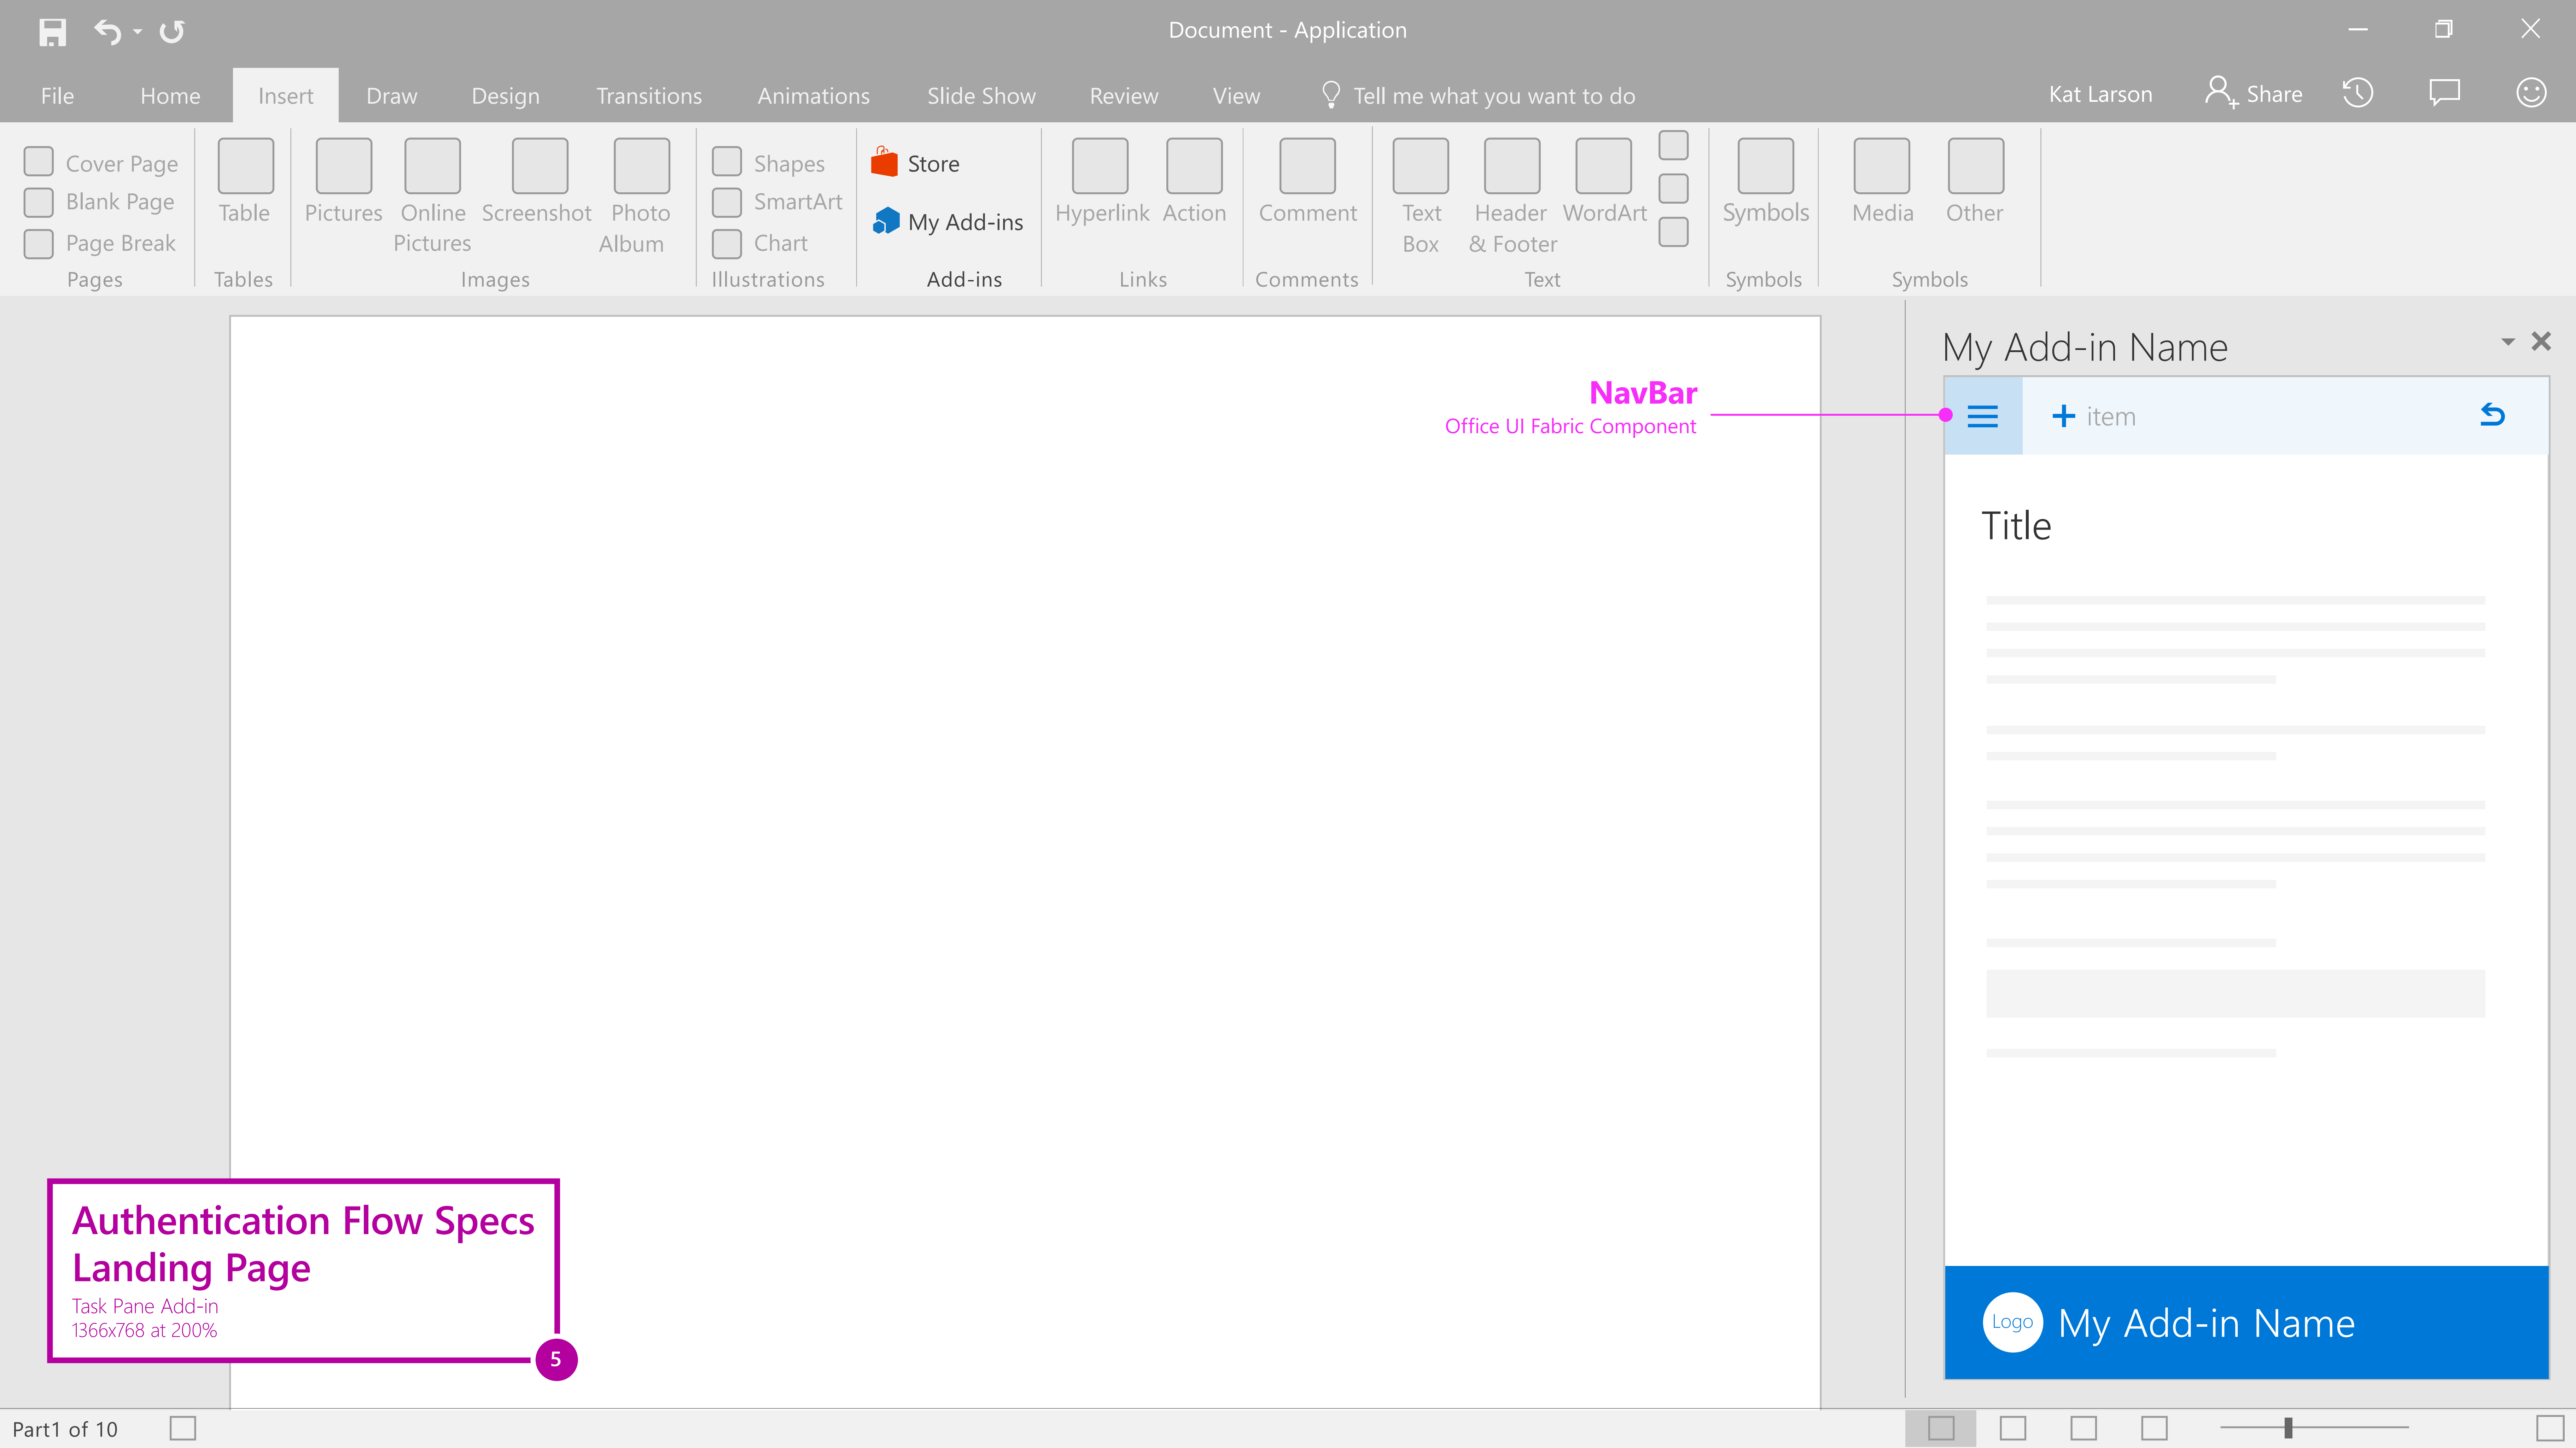 Document - Application
File Home Insert Draw Design Transitions Animations Slide Show Review View Tell me what you want to do Kat Larson Share
Cover Page
Blank Page
Page Break
Pages
Table
Tables
Pictures
Online
Pictures
Screenshot
Photo
Album
Images
Shapes
SmartArt
Chart
Illustrations
Store
My Add-ins
Add-ins
Hyperlink Action
Links
Comment
Comments
Text
Box
Header
& Footer
WordArt
Text
Symbols
Symbols
Media Other
Symbols
My Add-in Name
NavBar
Office UI Fabric Component
item
Title
Authentication Flow Specs
Landing Page
Task Pane Add-in
1366x768 at 200%
5
Logo My Add-in Name
Part1 of 10